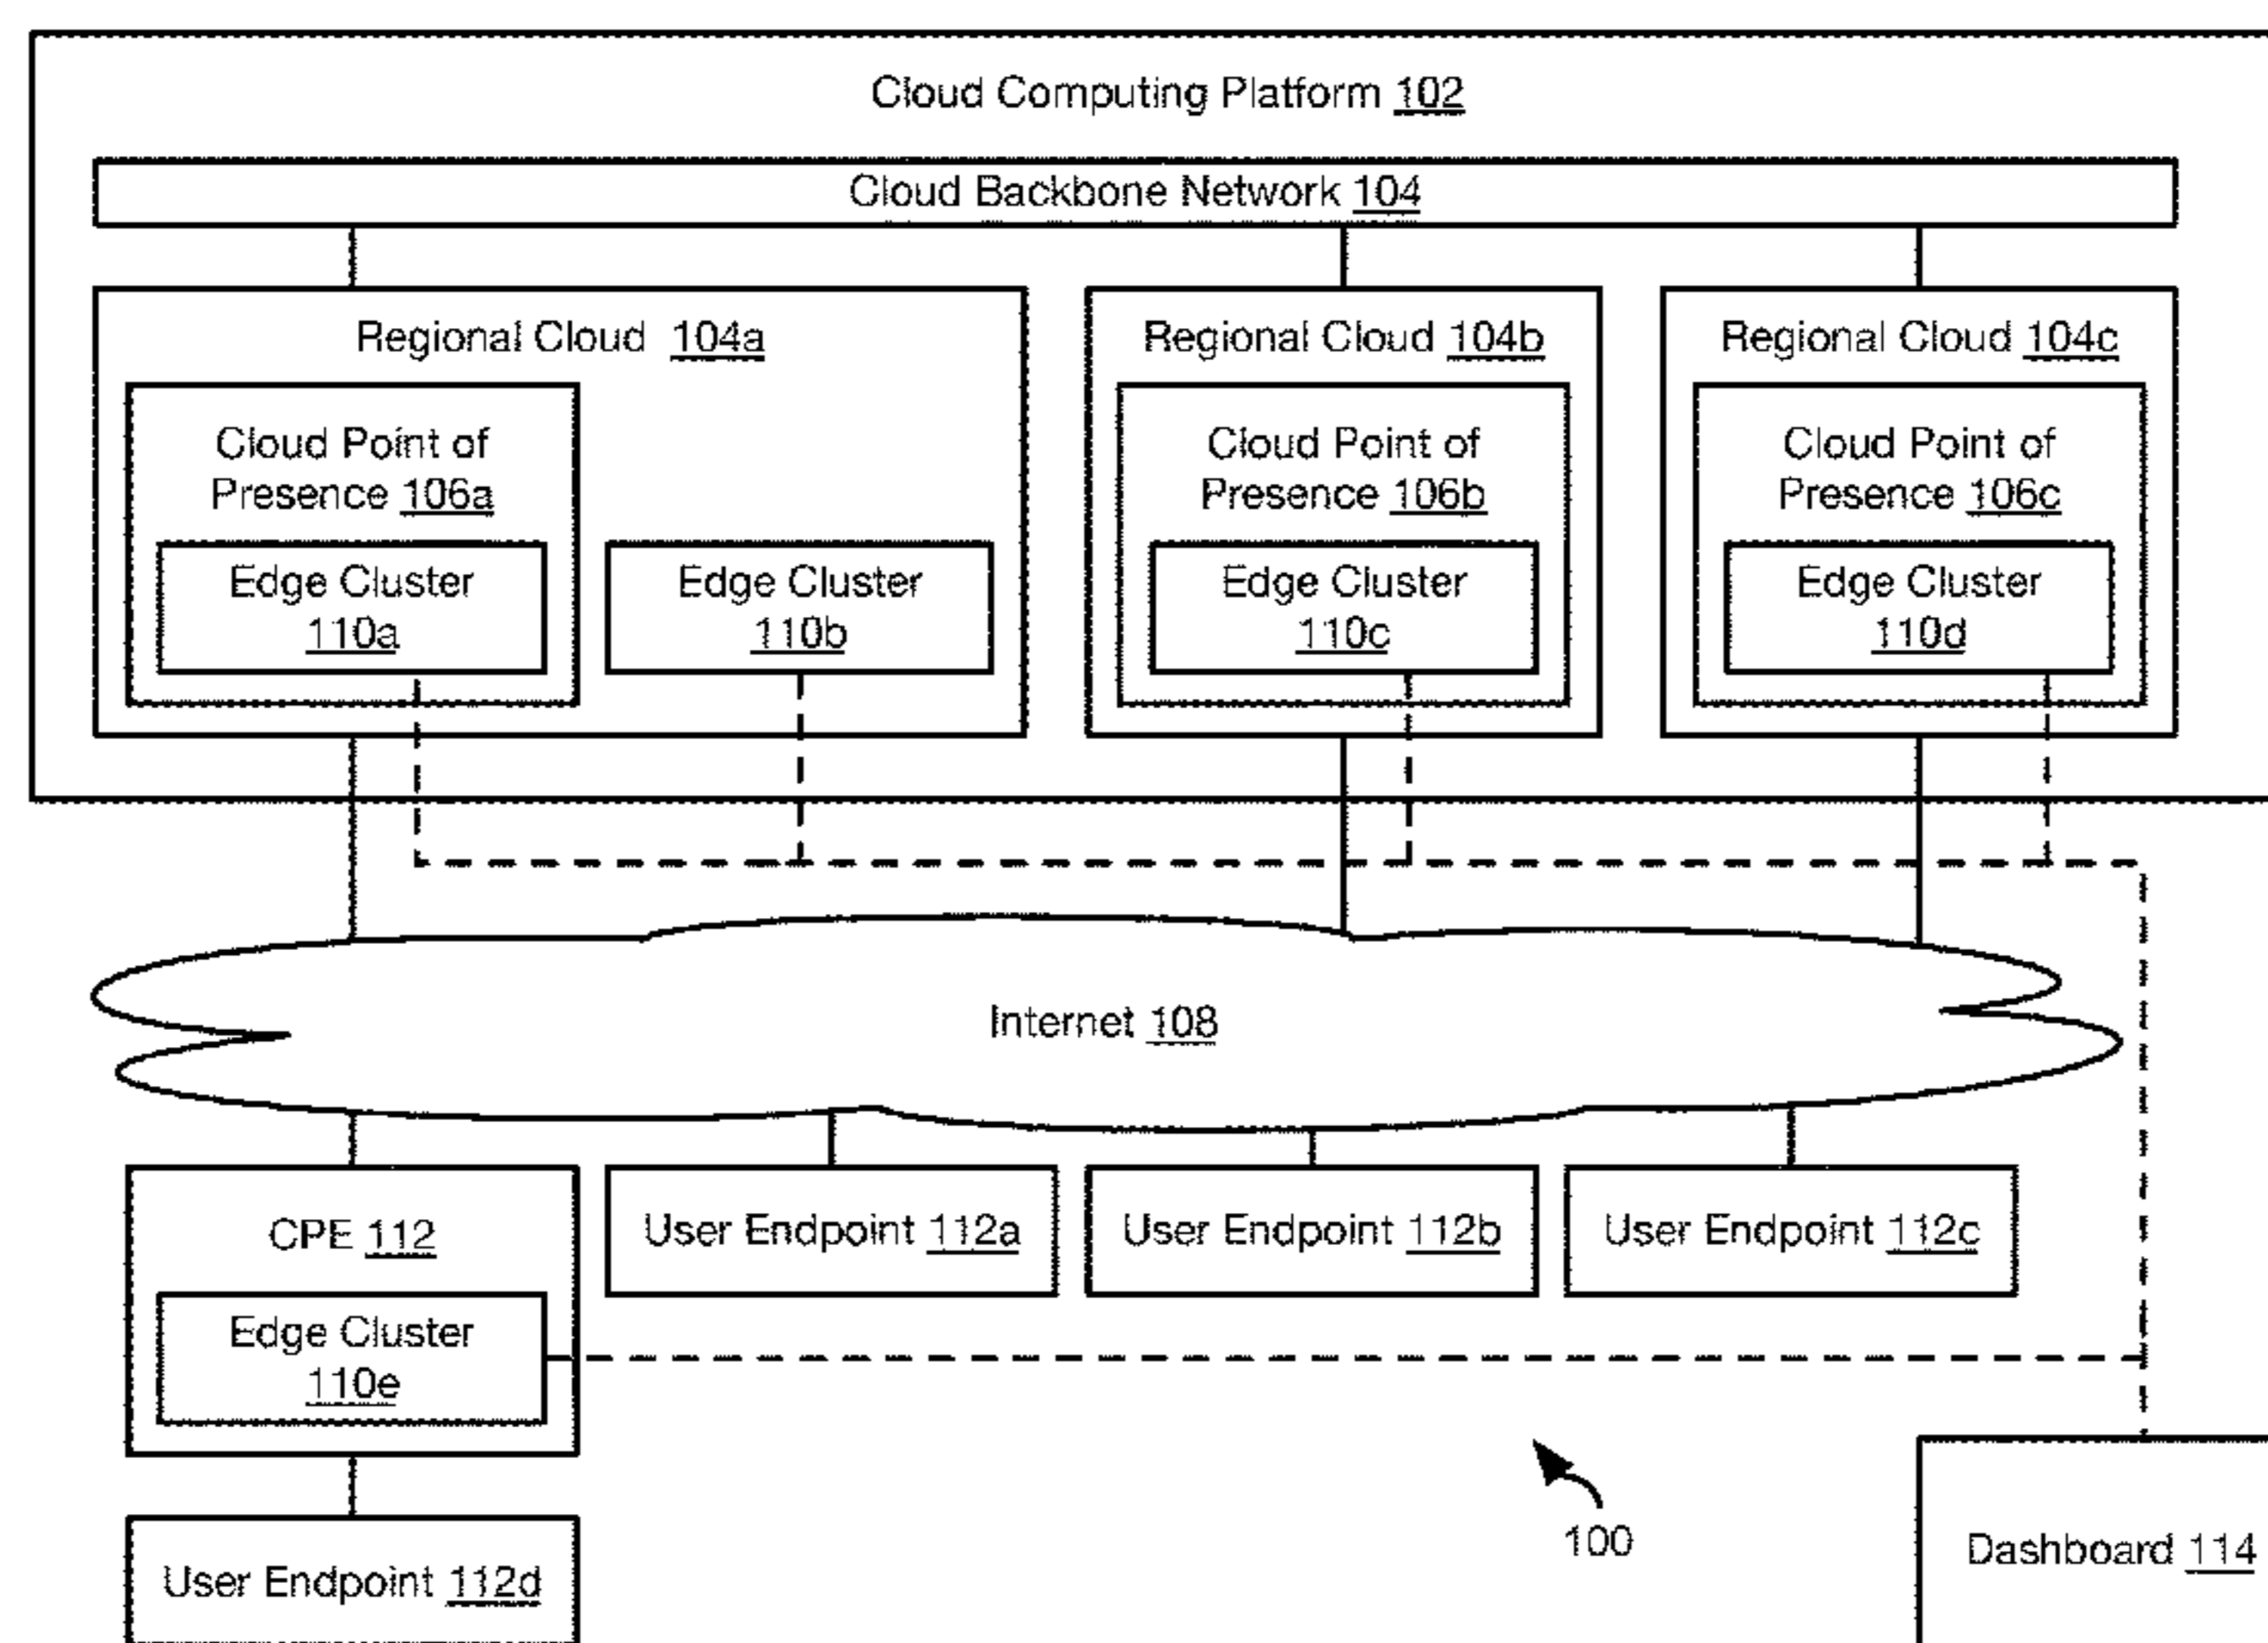 Cloud Computing Platform 102
Cloud Backbone Network 104
Regional Cloud 104a
Regional Cloud 104b
Regional Cloud 104c
Cloud Point of
Presence 106a
Cloud Point of
Presence 106b
Cloud Point of
Presence 106c
Edge Cluster
110a
Edge Cluster
110b
Edge Cluster
110c
Edge Cluster
110d
Internet 108
CPE 112
User Endpoint 112a
User Endpoint 112b
User Endpoint 112c
Edge Cluster
110e
100
Dashboard 114
User Endpoint 112d